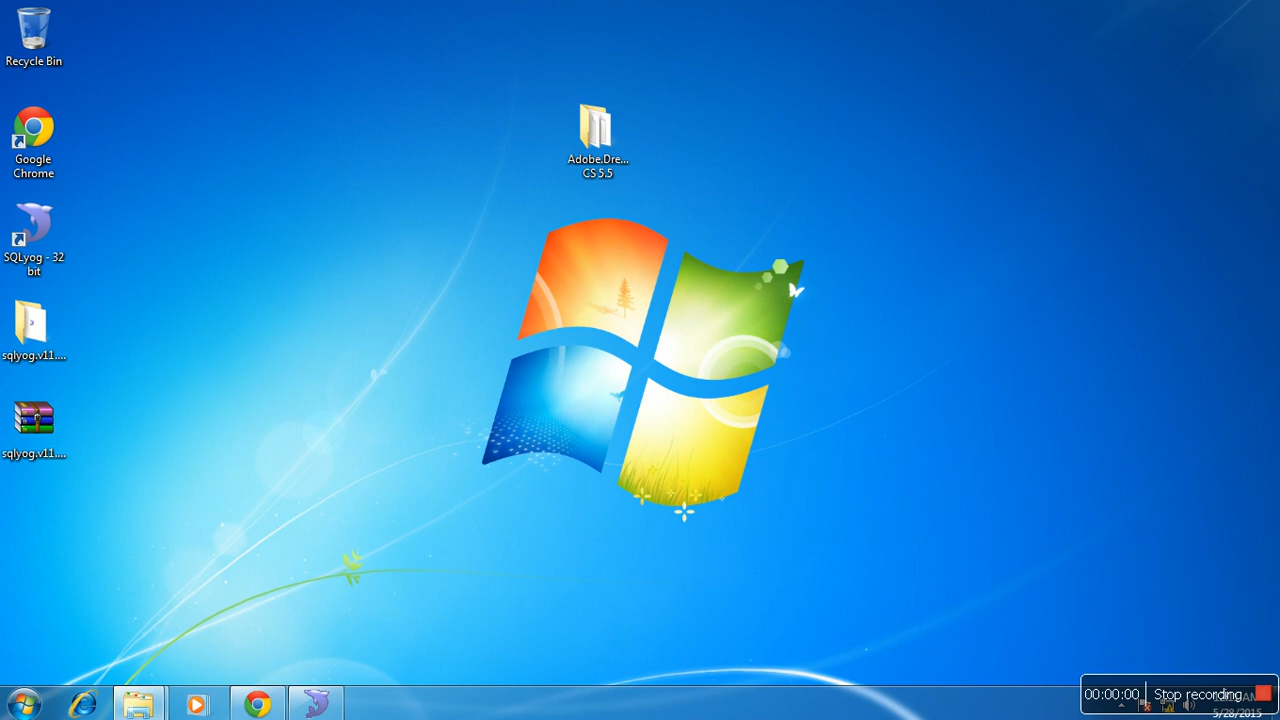 Recycle Bin
Google
Chrome
SQLyog - 32
bit
sqlyog.v11....
sqlyog.v11....
Adobe.Dre...
CS 5.5
00:00:00
Stop recording
5/28/2015